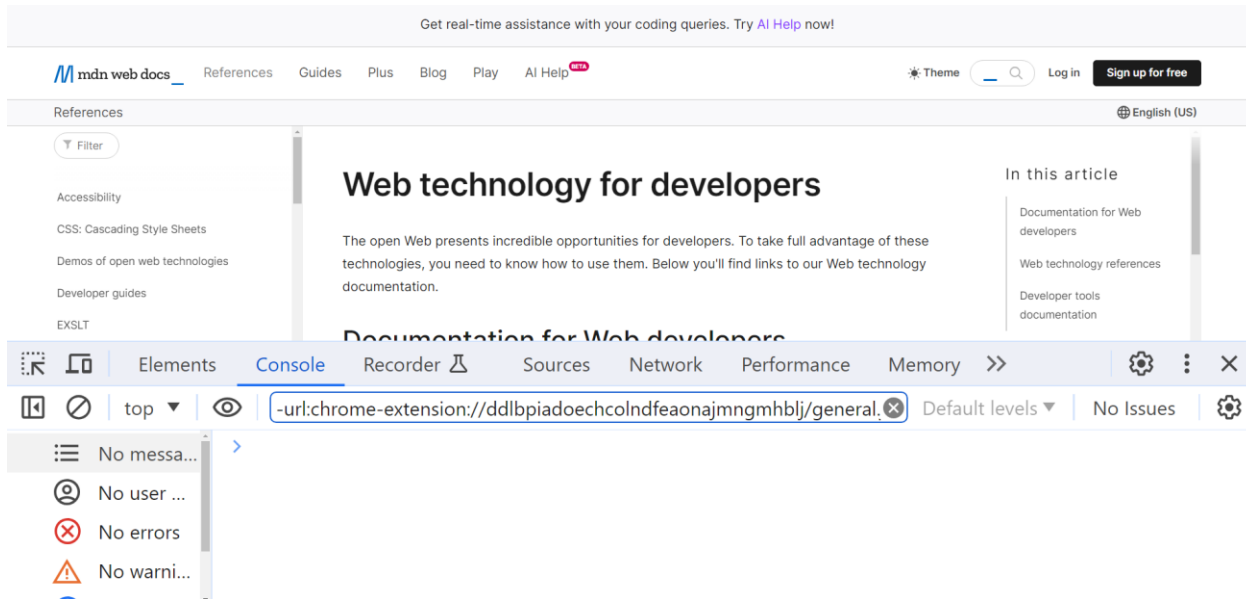 Get real-time assistance with your coding queries. Try AI Help now!
mdn web docs_ References Guides Plus Blog Play AI Help BETA Theme Log in Sign up for free
References English (US)
Filter
Accessibility
CSS: Cascading Style Sheets
Demos of open web technologies
Developer guides
EXSLT
Web technology for developers
The open Web presents incredible opportunities for developers. To take full advantage of these
technologies, you need to know how to use them. Below you'll find links to our Web technology
documentation.
Documentation for Web developers
In this article
Documentation for Web
developers
Web technology references
Developer tools
documentation
Elements Console Recorder Sources Network Performance Memory
top -url:chrome-extension://ddlbpiadoechcolndfeaonajmngmhblj/general. Default levels No Issues
No messa...
No user ...
No errors
No warni...